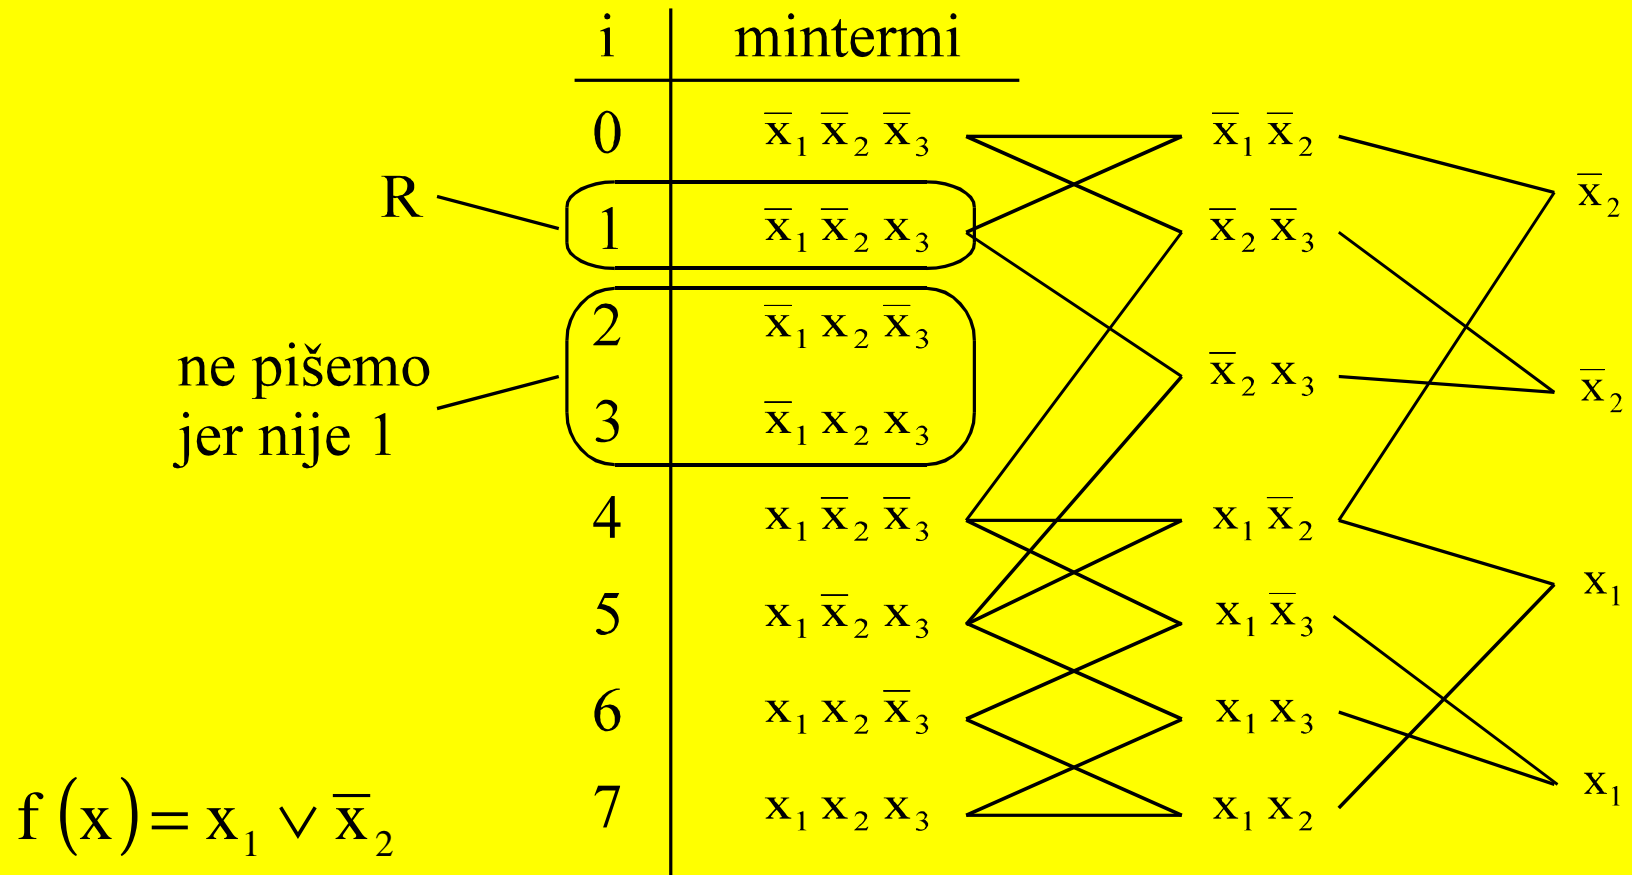 i mintermi
0 x̅₁ x̅₂ x̅₃ x̅₁ x̅₂
x̅₂
R
1 x̅₁ x̅₂ x₃ x̅₂ x̅₃
2 x̅₁ x₂ x̅₃
ne pišemo
x̅₂ x₃ x̅₂
jer nije 1
3 x̅₁ x₂ x₃
4 x₁ x̅₂ x̅₃ x₁ x̅₂
x₁
5 x₁ x̅₂ x₃ x₁ x̅₃
6 x₁ x₂ x̅₃ x₁ x₃
x₁
7 x₁ x₂ x₃ x₁ x₂
f (x) = x₁ ∨ x̅₂